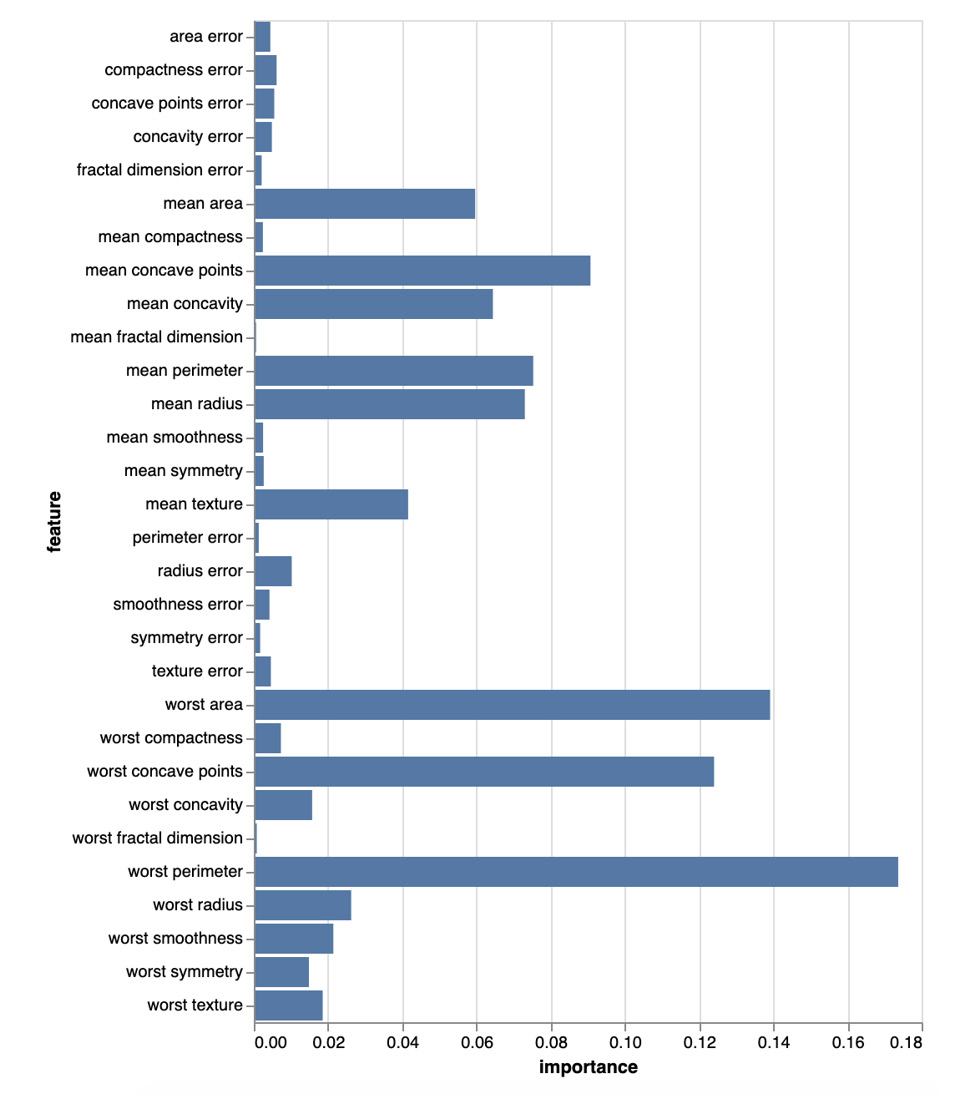 area error
compactness error
concave points error
concavity error
fractal dimension error
mean area
mean compactness
mean concave points
mean concavity
mean fractal dimension
mean perimeter
mean radius
mean smoothness
mean symmetry
mean texture
perimeter error
radius error
smoothness error
symmetry error
texture error
worst area
worst compactness
worst concave points
worst concavity
worst fractal dimension
worst perimeter
worst radius
worst smoothness
worst symmetry
worst texture
feature
0.00 0.02 0.04 0.06 0.08 0.10 0.12 0.14 0.16 0.18
importance